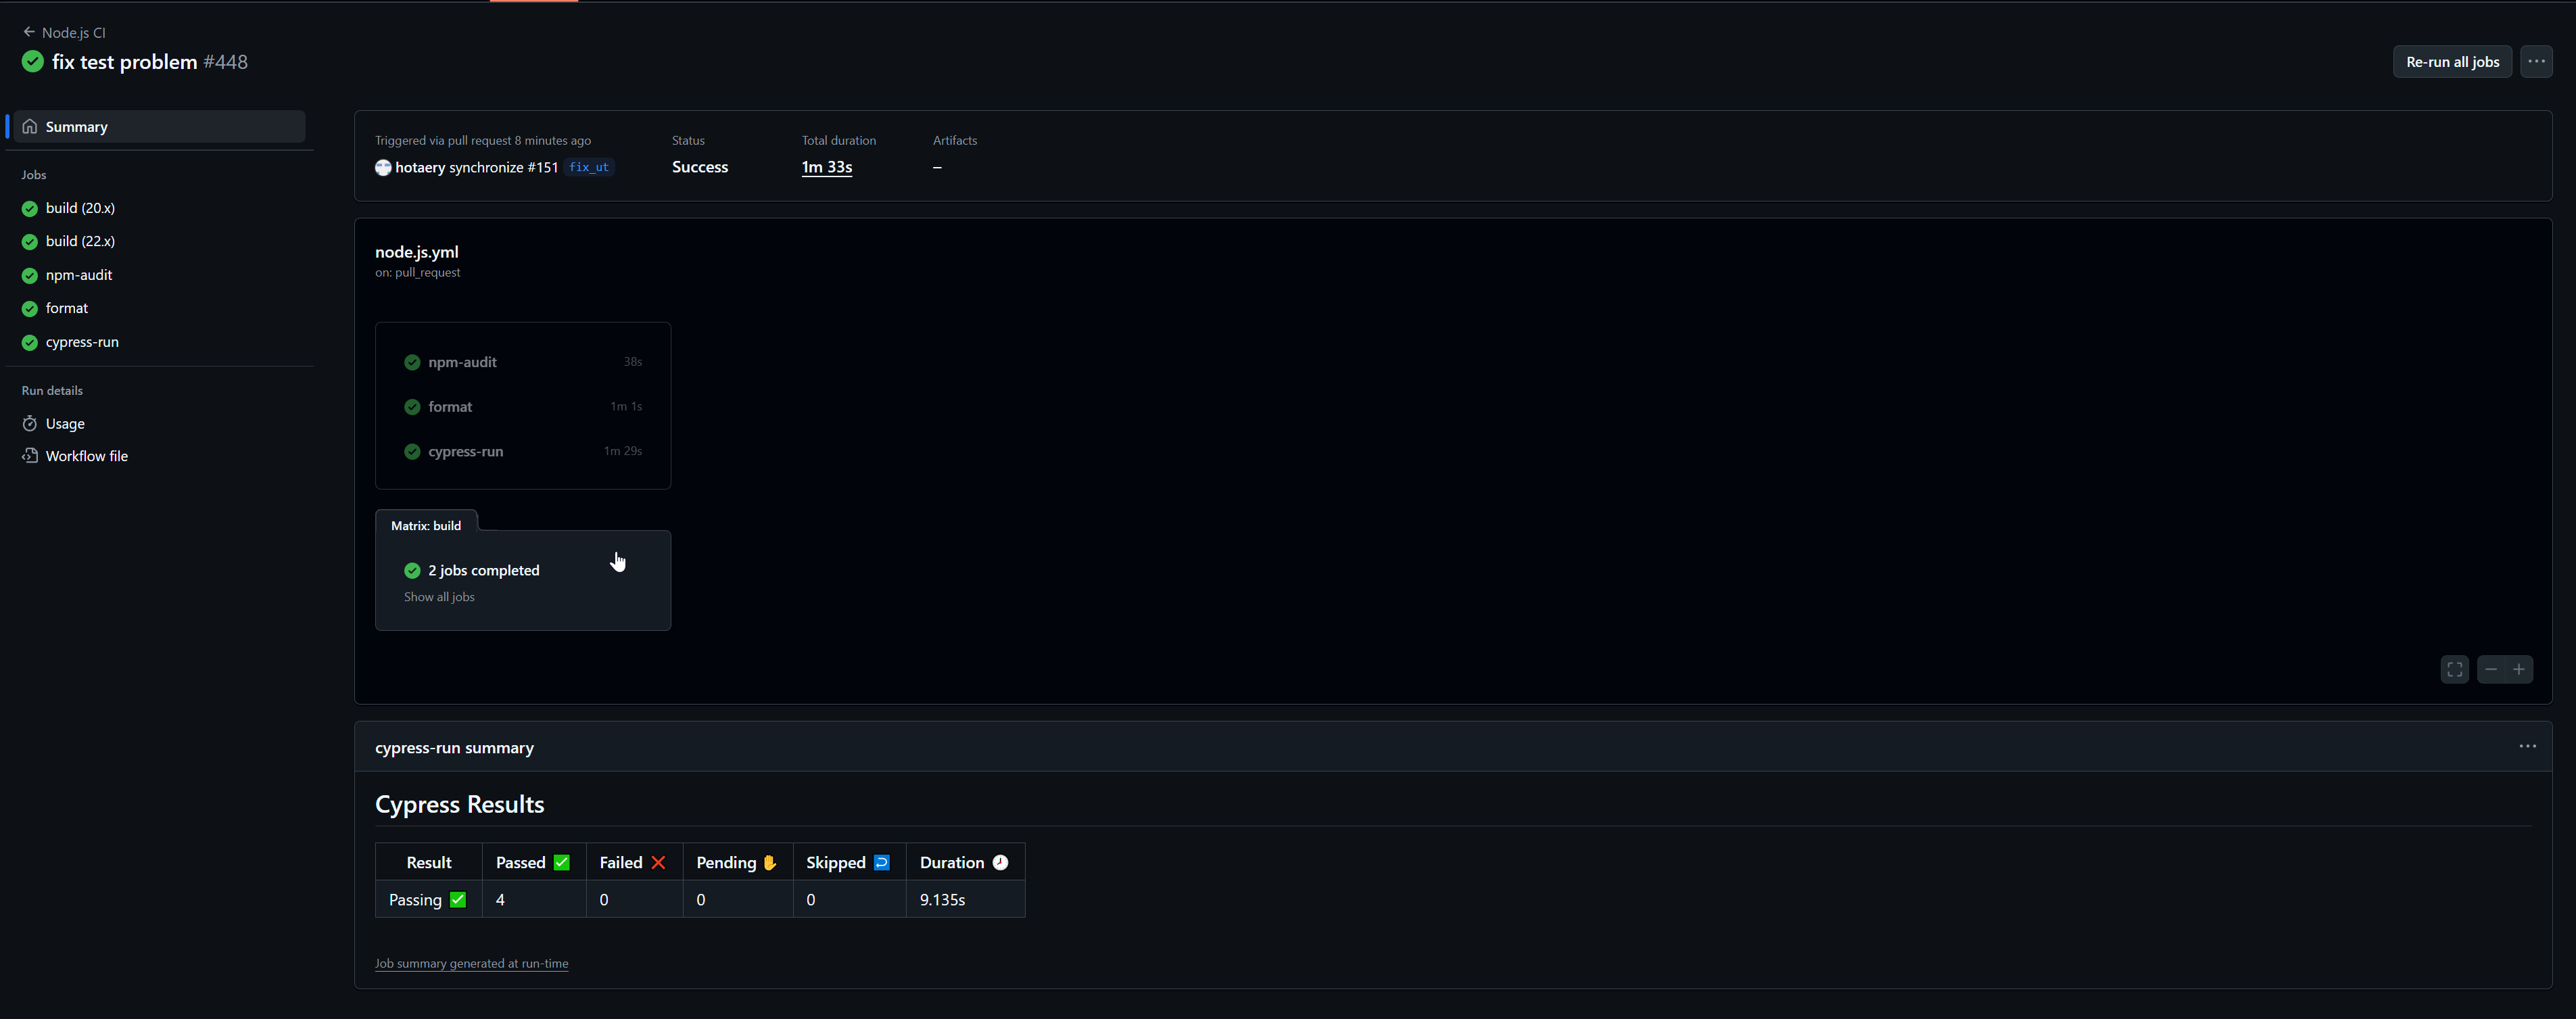 Node.js CI
fix test problem #448
Re-run all jobs
Summary
Jobs
build (20.x)
build (22.x)
npm-audit
format
cypress-run
Run details
Usage
Workflow file
Triggered via pull request 8 minutes ago
hotaery synchronize #151 fix_ut
Status
Success
Total duration
1m 33s
Artifacts
–
node.js.yml
on: pull_request
npm-audit 38s
format 1m 1s
cypress-run 1m 29s
Matrix: build
2 jobs completed
Show all jobs
cypress-run summary
Cypress Results
Result Passed ✅ Failed ❌ Pending ✋ Skipped ↩️ Duration 🕗
Passing ✅ 4 0 0 0 9.135s
Job summary generated at run-time